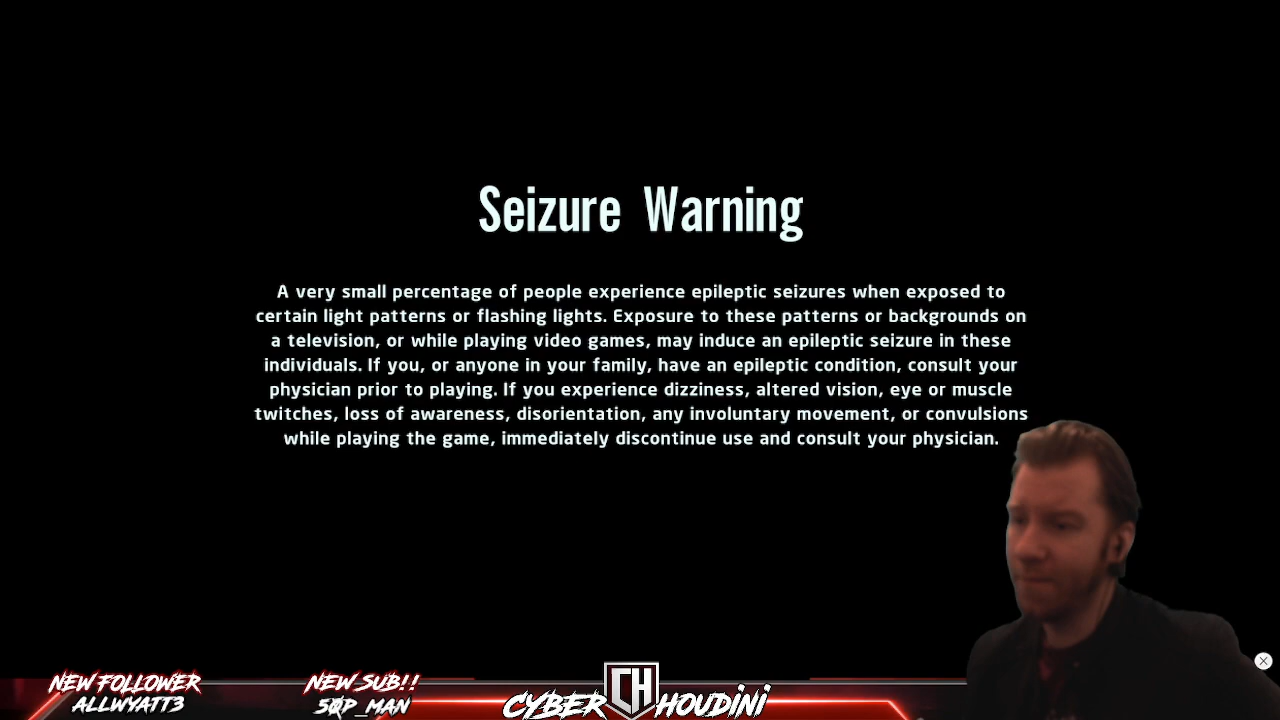 Seizure Warning
A very small percentage of people experience epileptic seizures when exposed to
certain light patterns or flashing lights. Exposure to these patterns or backgrounds on
a television, or while playing video games, may induce an epileptic seizure in these
individuals. If you, or anyone in your family, have an epileptic condition, consult your
physician prior to playing. If you experience dizziness, altered vision, eye or muscle
twitches, loss of awareness, disorientation, any involuntary movement, or convulsions
while playing the game, immediately discontinue use and consult your physician.
NEW FOLLOWER
ALLWYATT3
NEW SUB!!
5ØP_MAN
CYBER CH HOUDINI